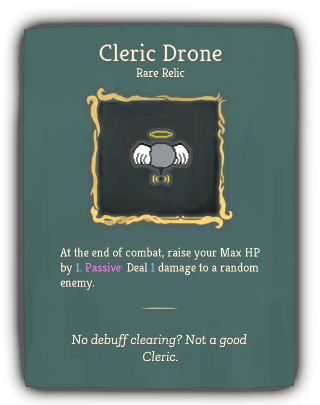 Cleric Drone
Rare Relic
At the end of combat, raise your Max HP
by 1. Passive: Deal 1 damage to a random
enemy.
No debuff clearing? Not a good
Cleric.